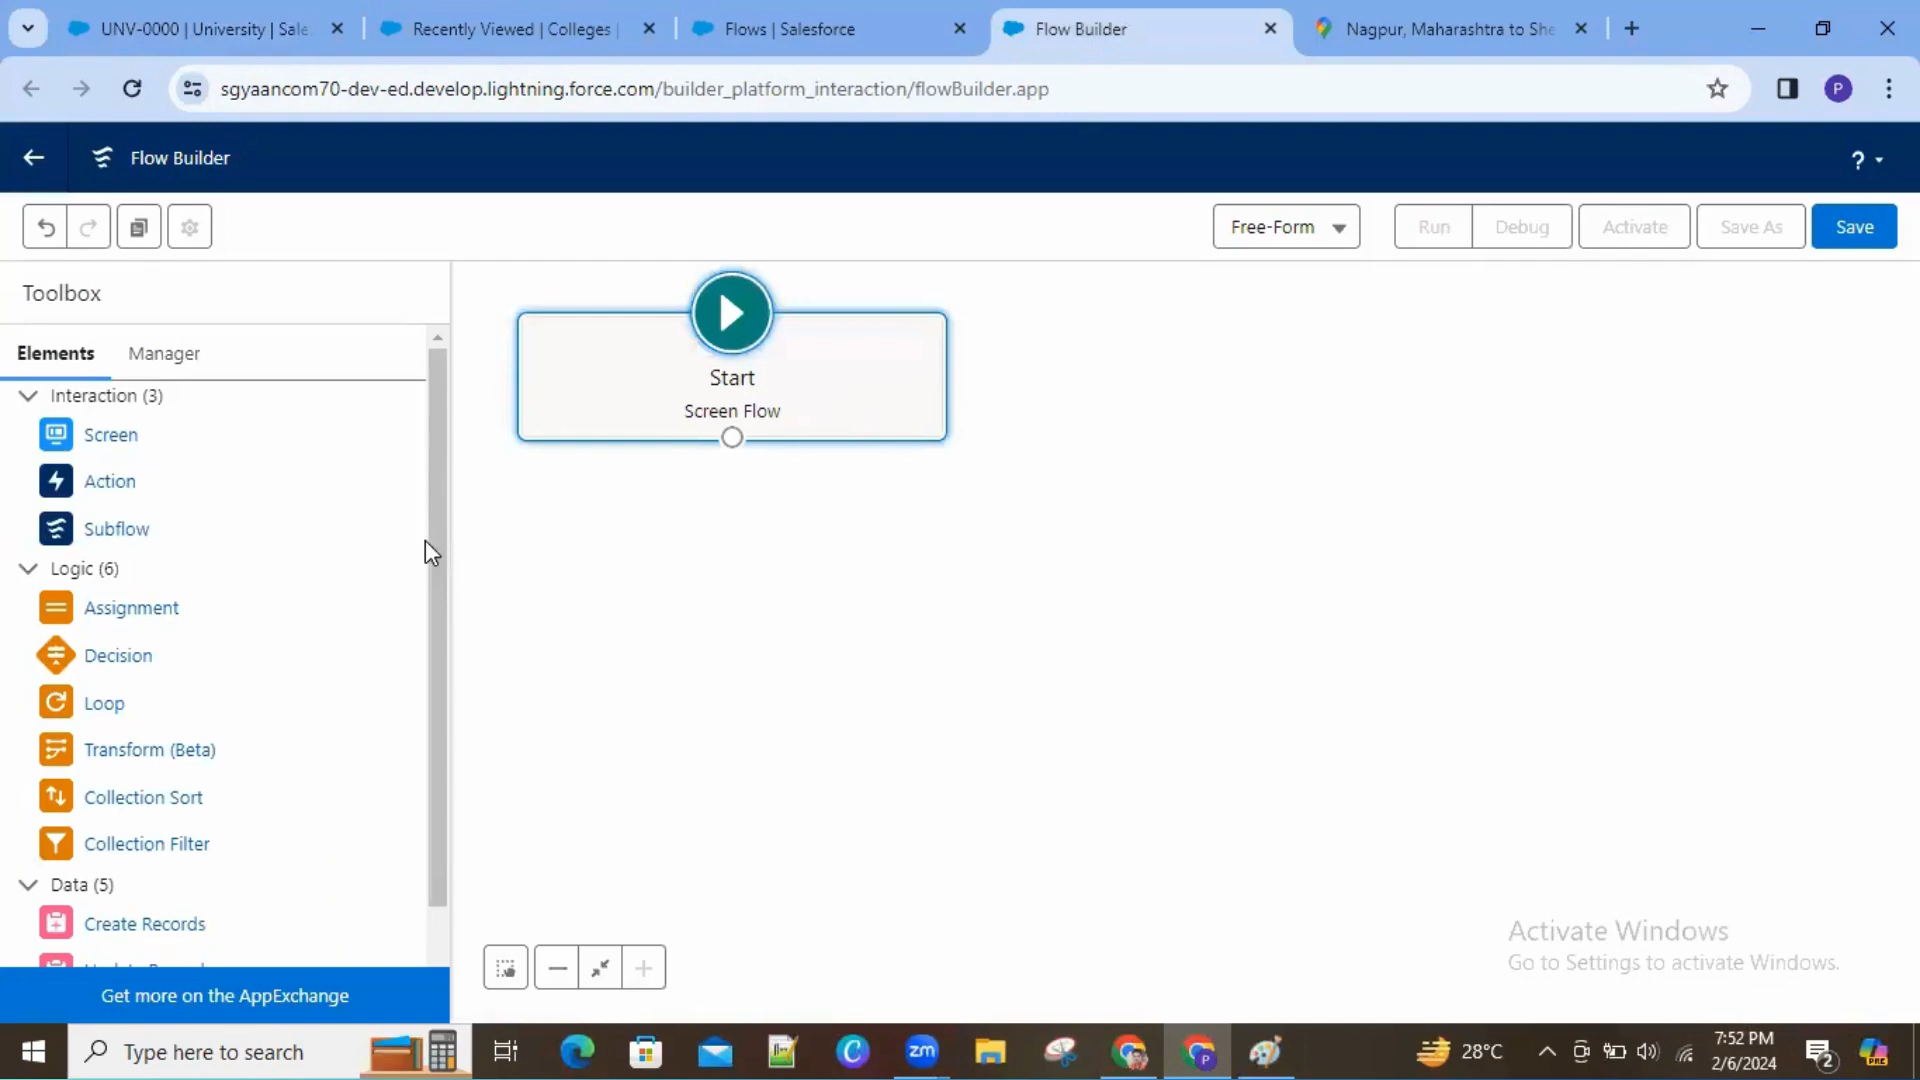 UNV-0000 | University | Sale
Recently Viewed | Colleges |
Flows | Salesforce
Flow Builder
Nagpur, Maharashtra to She
sgyaancom70-dev-ed.develop.lightning.force.com/builder_platform_interaction/flowBuilder.app
P
Flow Builder
?
Free-Form
Run
Debug
Activate
Save As
Save
Toolbox
Elements
Manager
Interaction (3)
Screen
Action
Subflow
Logic (6)
Assignment
Decision
Loop
Transform (Beta)
Collection Sort
Collection Filter
Data (5)
Create Records
Get more on the AppExchange
Start
Screen Flow
Activate Windows
Go to Settings to activate Windows.
Type here to search
zm
P
28°C
7:52 PM
2/6/2024
2
PRE